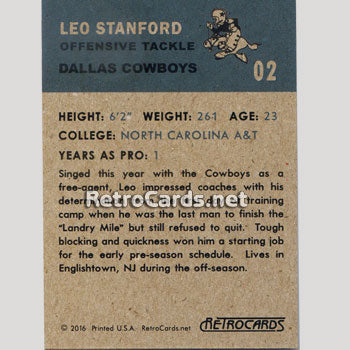 LEO STANFORD
OFFENSIVE TACKLE
DALLAS COWBOYS
02
HEIGHT: 6'2" WEIGHT: 261 AGE: 23
COLLEGE: NORTH CAROLINA A&T
YEARS AS PRO: 1
Singed this year with the Cowboys as a
free-agent, Leo impressed coaches with his
RetroCards.net
training
camp when he was the last man to finish the
"Landry Mile" but still refused to quit. Tough
blocking and quickness won him a starting job
for the early pre-season schedule. Lives in
Englishtown, NJ during the off-season.
© 2016 Printed U.S.A. RetroCards.net
RETROCARDS